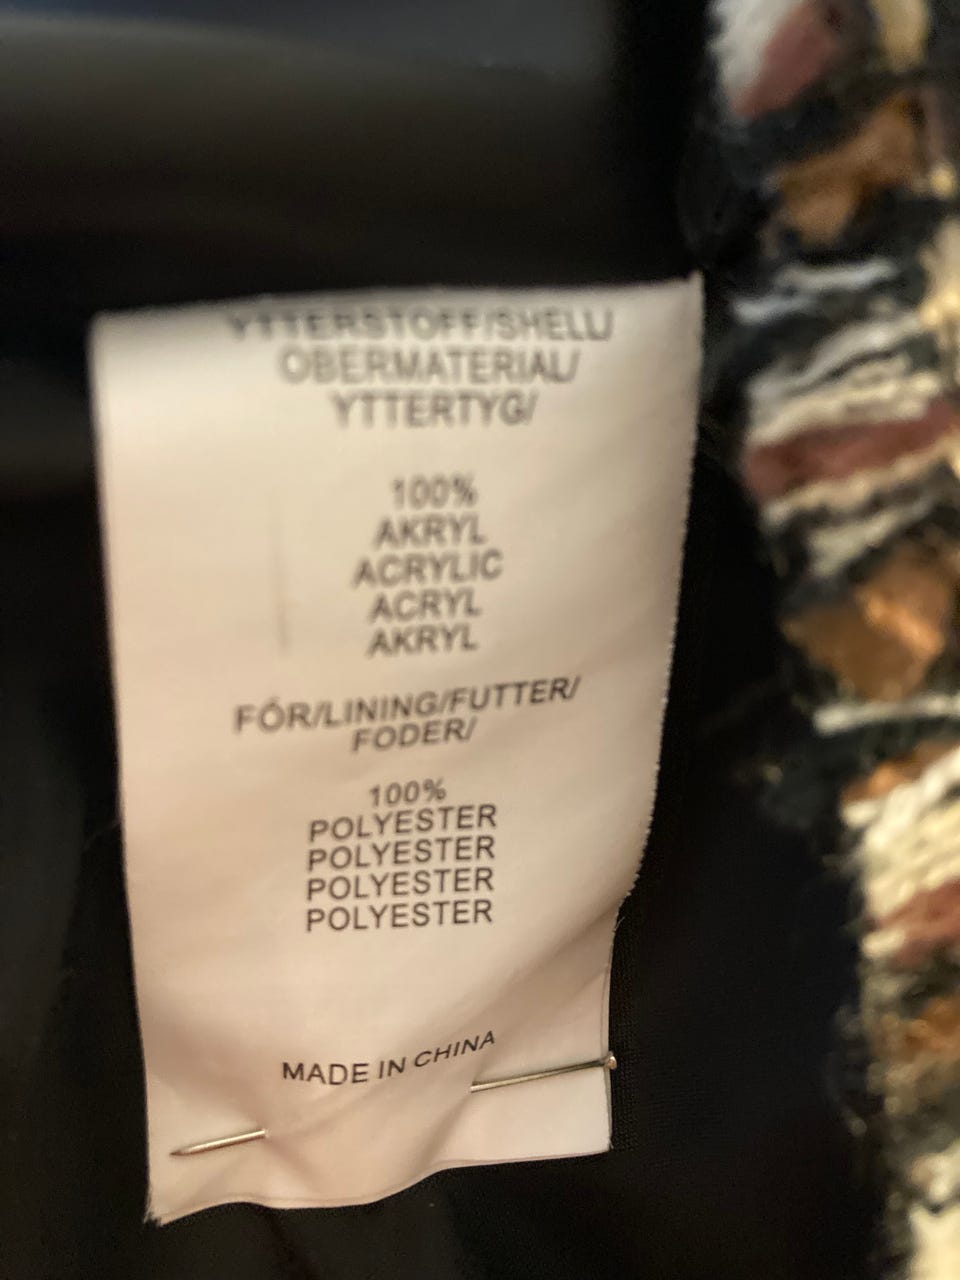 YTTERSTOFF/SHELL/
OBERMATERIAL/
YTTERTYG/
100%
AKRYL
ACRYLIC
ACRYL
AKRYL
FÓR/LINING/FUTTER/
FODER/
100%
POLYESTER
POLYESTER
POLYESTER
POLYESTER
MADE IN CHINA